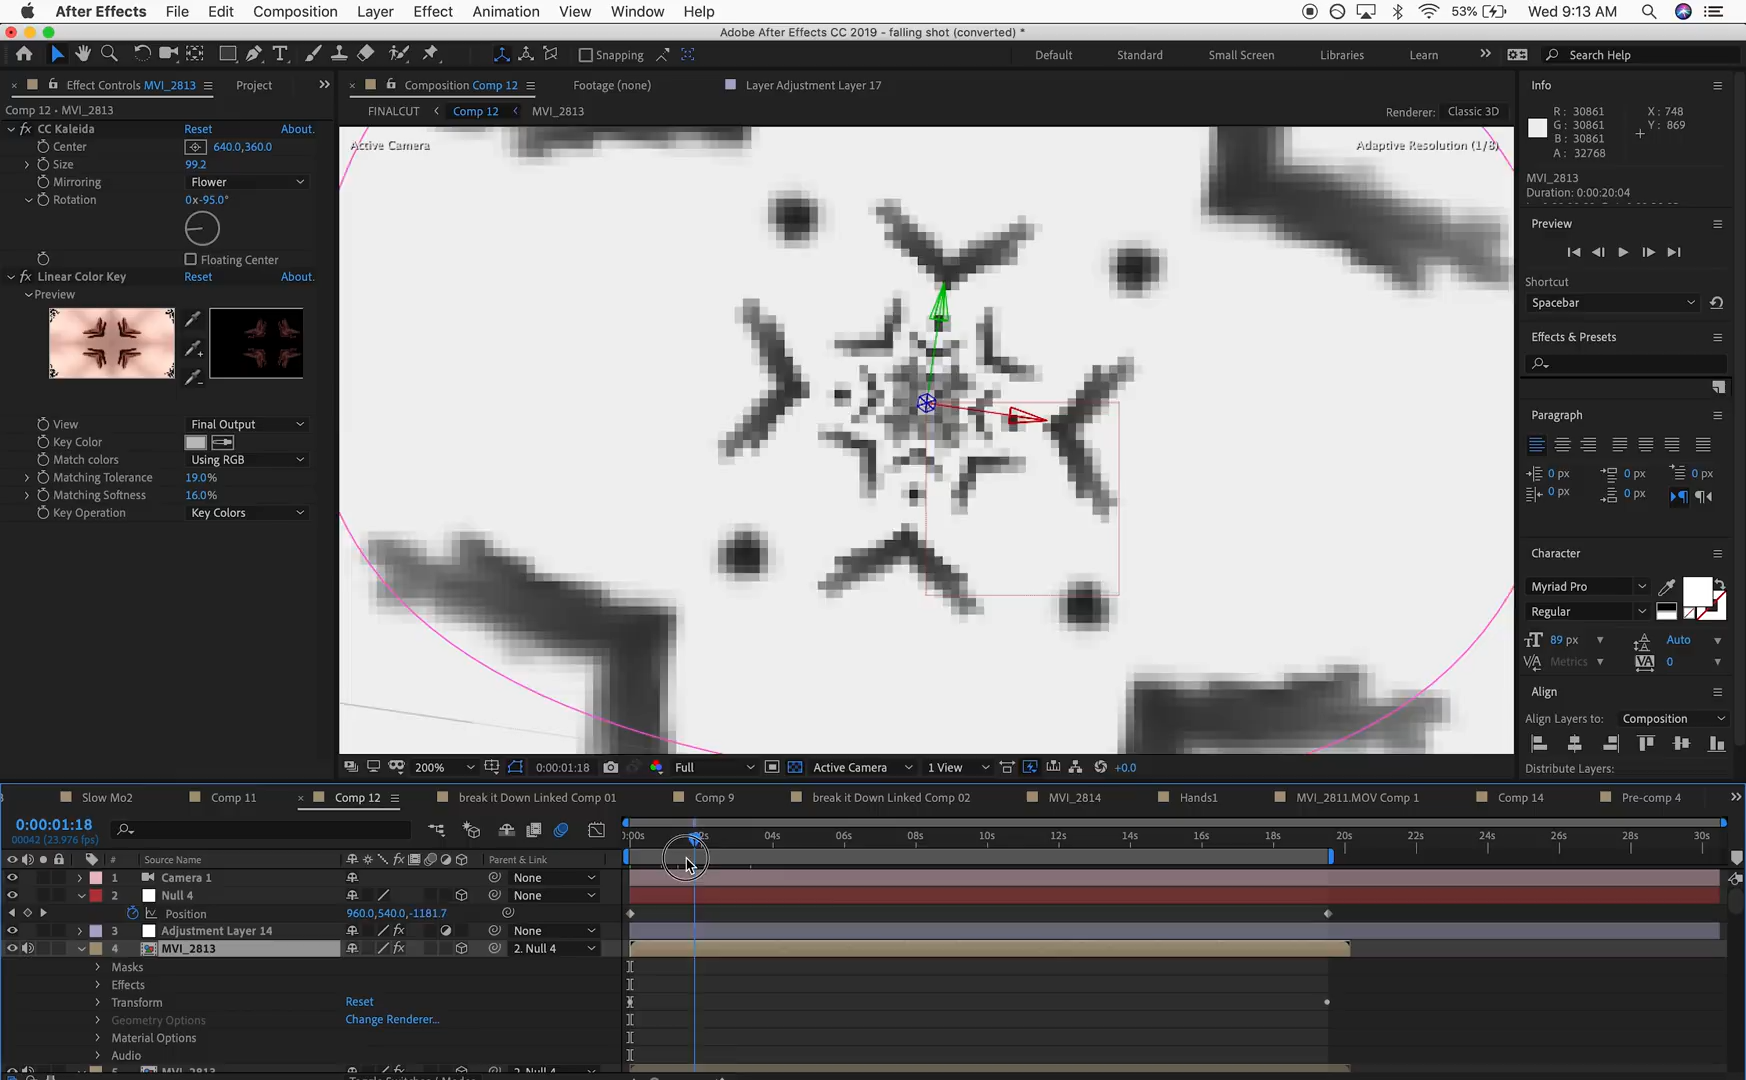 After Effects File Edit Composition Layer Effect Animation View Window Help 53% Wed 9:13 AM
Adobe After Effects CC 2019 - falling shot (converted) *
Snapping Default Standard Small Screen Libraries Learn Search Help
Effect Controls MVI_2813 Project
Comp 12 • MVI_2813
fx CC Kaleida Reset About.
Center 640.0,360.0
Size 99.2
Mirroring Flower
Rotation 0x-95.0°
Floating Center
fx Linear Color Key Reset About.
Preview
View Final Output
Key Color
Match colors Using RGB
Matching Tolerance 19.0%
Matching Softness 16.0%
Key Operation Key Colors
Composition Comp 12 Footage (none) Layer Adjustment Layer 17
FINALCUT Comp 12 MVI_2813 Renderer: Classic 3D
Active Camera Adaptive Resolution (1/8)
200% 0:00:01:18 Full Active Camera 1 View +0.0
Info
R : 30861 X : 748
G : 30861 Y : 869
B : 30861
A : 32768
MVI_2813
Duration: 0:00:20:04
Preview
Shortcut
Spacebar
Effects & Presets
Paragraph
0 px 0 px 0 px
0 px 0 px
Character
Myriad Pro
Regular
89 px Auto
Metrics 0
Align
Align Layers to: Composition
Distribute Layers:
Slow Mo2 Comp 11 Comp 12 break it Down Linked Comp 01 Comp 9 break it Down Linked Comp 02 MVI_2814 Hands1 MVI_2811.MOV Comp 1 Comp 14 Pre-comp 4
0:00:01:18
00042 (23.976 fps)
):00s 02s 04s 06s 08s 10s 12s 14s 16s 18s 20s 22s 24s 26s 28s 30s
# Source Name Parent & Link
1 Camera 1 None
2 Null 4 None
Position 960.0,540.0,-1181.7
3 Adjustment Layer 14 fx None
4 MVI_2813 fx 2. Null 4
Masks
Effects
Transform Reset
Geometry Options Change Renderer...
Material Options
Audio
5 MVI_2813 2. Null 4
Toggle Switches / Modes